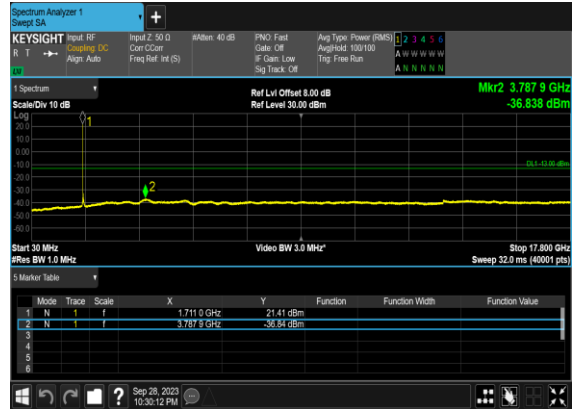 Spectrum Analyzer 1
Swept SA
+
KEYSIGHT Input: RF Input Z: 50 Ω #Atten: 40 dB PNO: Fast Avg Type: Power (RMS) 1 2 3 4 5 6
R T Coupling: DC Corr CCorr Gate: Off Avg|Hold: 100/100 A W W W W W
Align: Auto Freq Ref: Int (S) IF Gain: Low Trig: Free Run
Sig Track: Off A N N N N N
1 Spectrum Ref Lvl Offset 8.00 dB Mkr2 3.787 9 GHz
Scale/Div 10 dB Ref Level 30.00 dBm -36.838 dBm
Log
1
20.0
10.0
0.00
-10.0
DL1 -13.00 dBm
-20.0
2
-30.0
-40.0
-50.0
-60.0
Start 30 MHz Video BW 3.0 MHz* Stop 17.800 GHz
#Res BW 1.0 MHz Sweep 32.0 ms (40001 pts)
5 Marker Table
Mode Trace Scale X Y Function Function Width Function Value
1 N 1 f 1.711 0 GHz 21.41 dBm
2 N 1 f 3.787 9 GHz -36.84 dBm
3
4
5
6
? Sep 28, 2023
10:30:12 PM